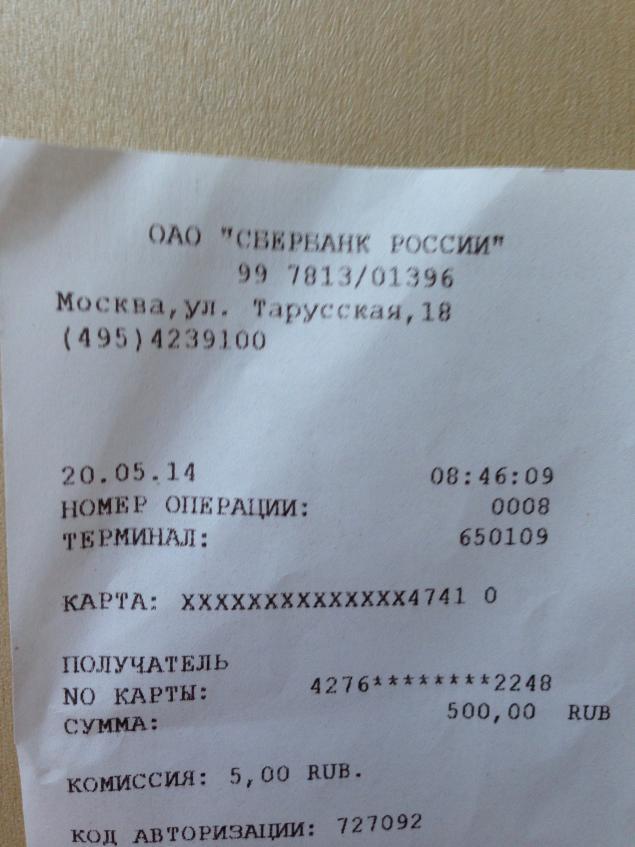 ОАО "СБЕРБАНК РОССИИ"
99 7813/01396
Москва,ул. Тарусская,18
(495)4239100
20.05.14 08:46:09
НОМЕР ОПЕРАЦИИ: 0008
ТЕРМИНАЛ: 650109
КАРТА: XXXXXXXXXXXXXX4741 0
ПОЛУЧАТЕЛЬ
NO КАРТЫ: 4276********2248
СУММА: 500,00 RUB
КОМИССИЯ: 5,00 RUB.
КОД АВТОРИЗАЦИИ: 727092